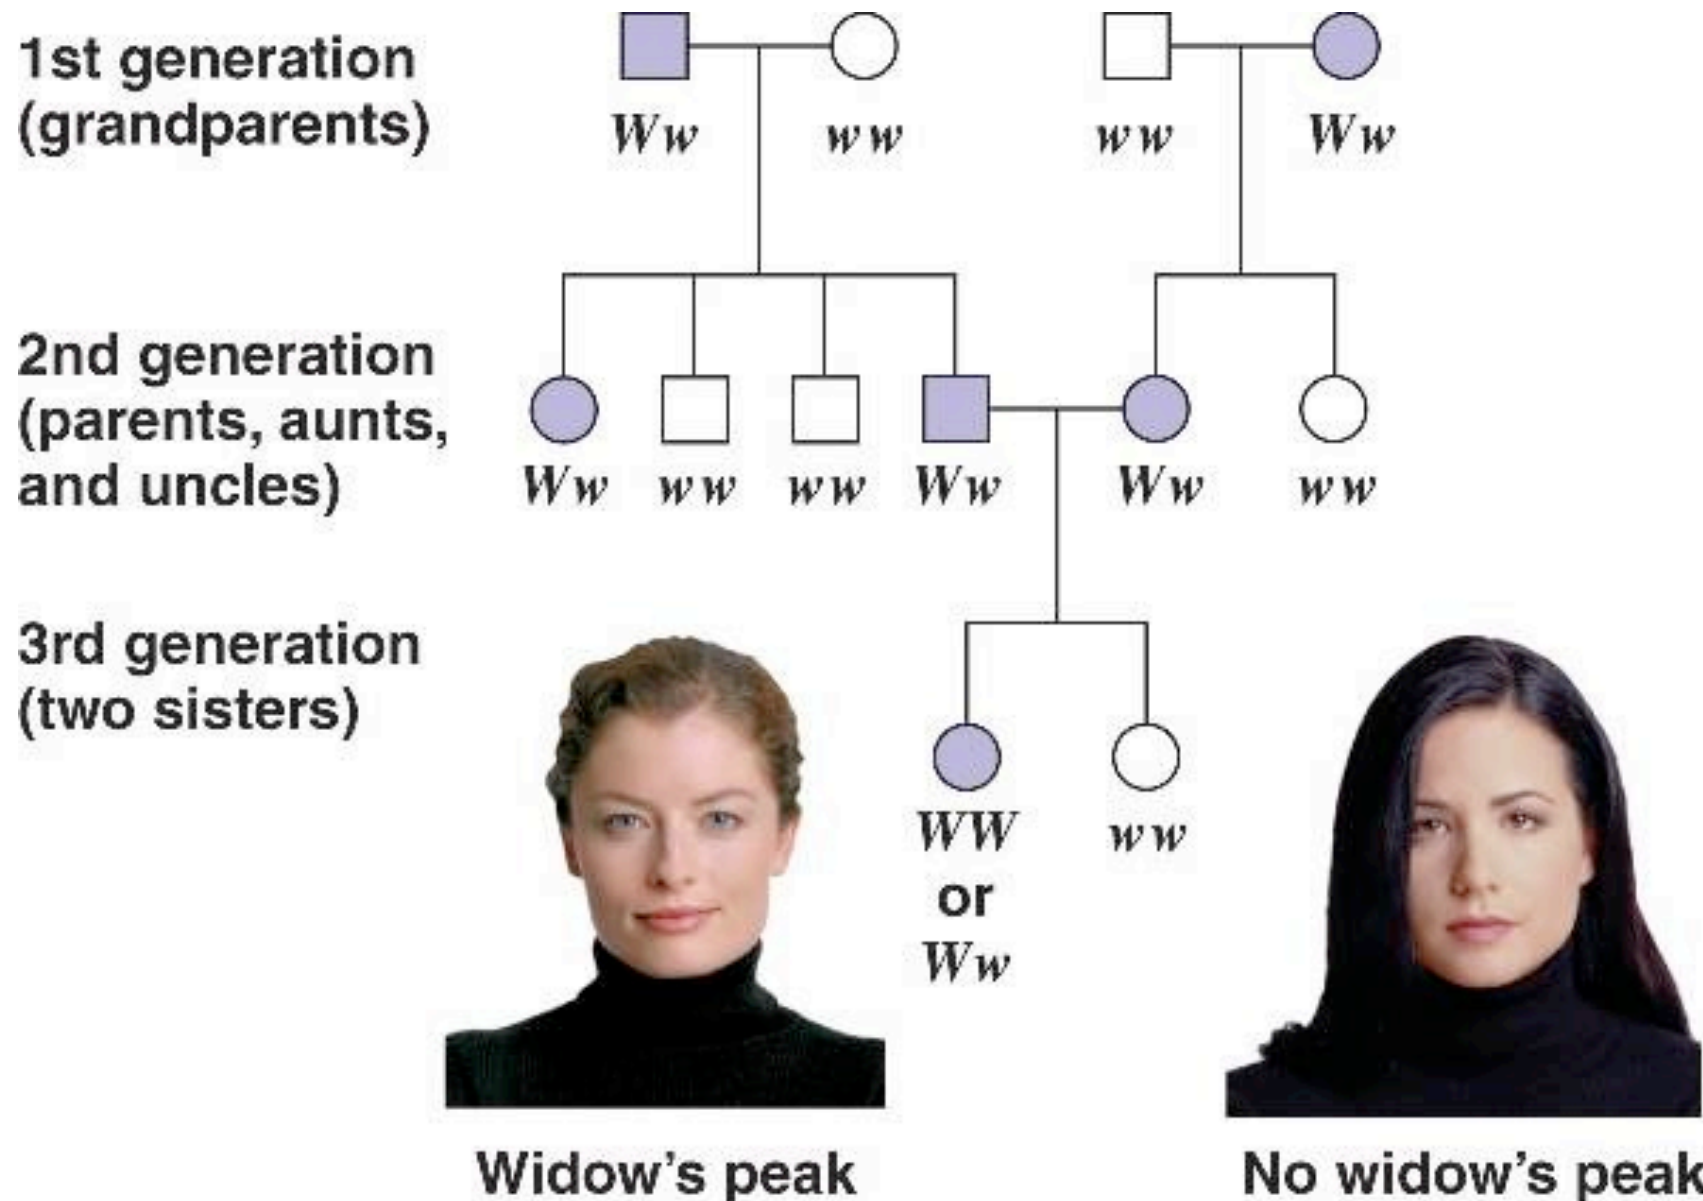 1st generation
(grandparents)
Ww
ww
ww
Ww
2nd generation
(parents, aunts,
and uncles)
Ww
ww
ww
Ww
Ww
ww
3rd generation
(two sisters)
WW
or
Ww
ww
Widow’s peak
No widow’s peak